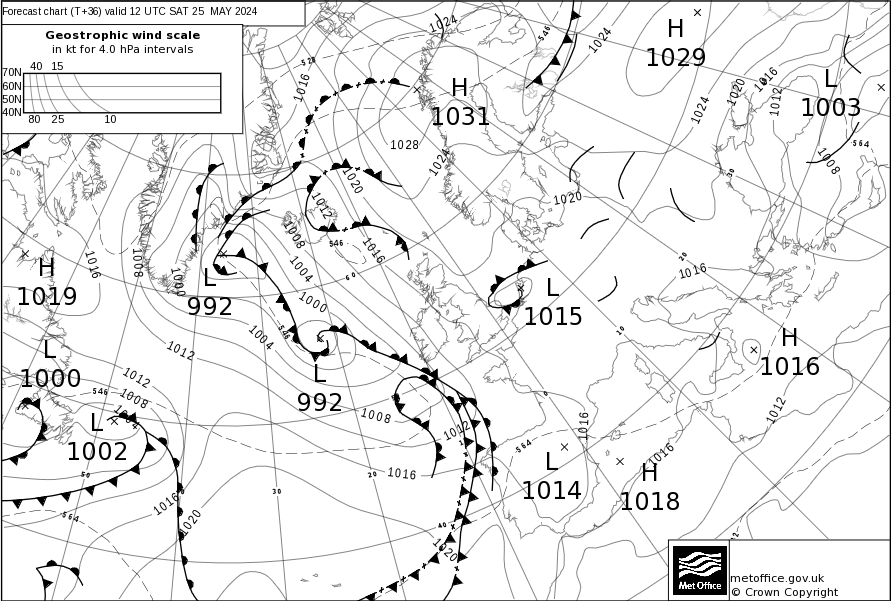 Forecast chart (T+36) valid 12 UTC SAT 25 MAY 2024
Geostrophic wind scale
in kt for 4.0 hPa intervals
40 15
70N
60N
50N
40N
80 25 10
1024
546
1024
H
1029
528
1016
H
1031
1024
1020
1016
1012
L
1003
564
1008
1028
1024
1020
1012
1020
50
1008
546
1016
1016
1008
1000
1004
60
20
1016
H
1019
L
992
1000
L
1015
546
1004
10
L
1000
1012
H
1016
1012
546
1008
1004
L
992
0
L
1002
1008
1012
1016
1012
564
1016
50
20
1016
L
1014
H
1018
30
1016
564
1020
40
1020
12
Met Office
metoffice.gov.uk
© Crown Copyright